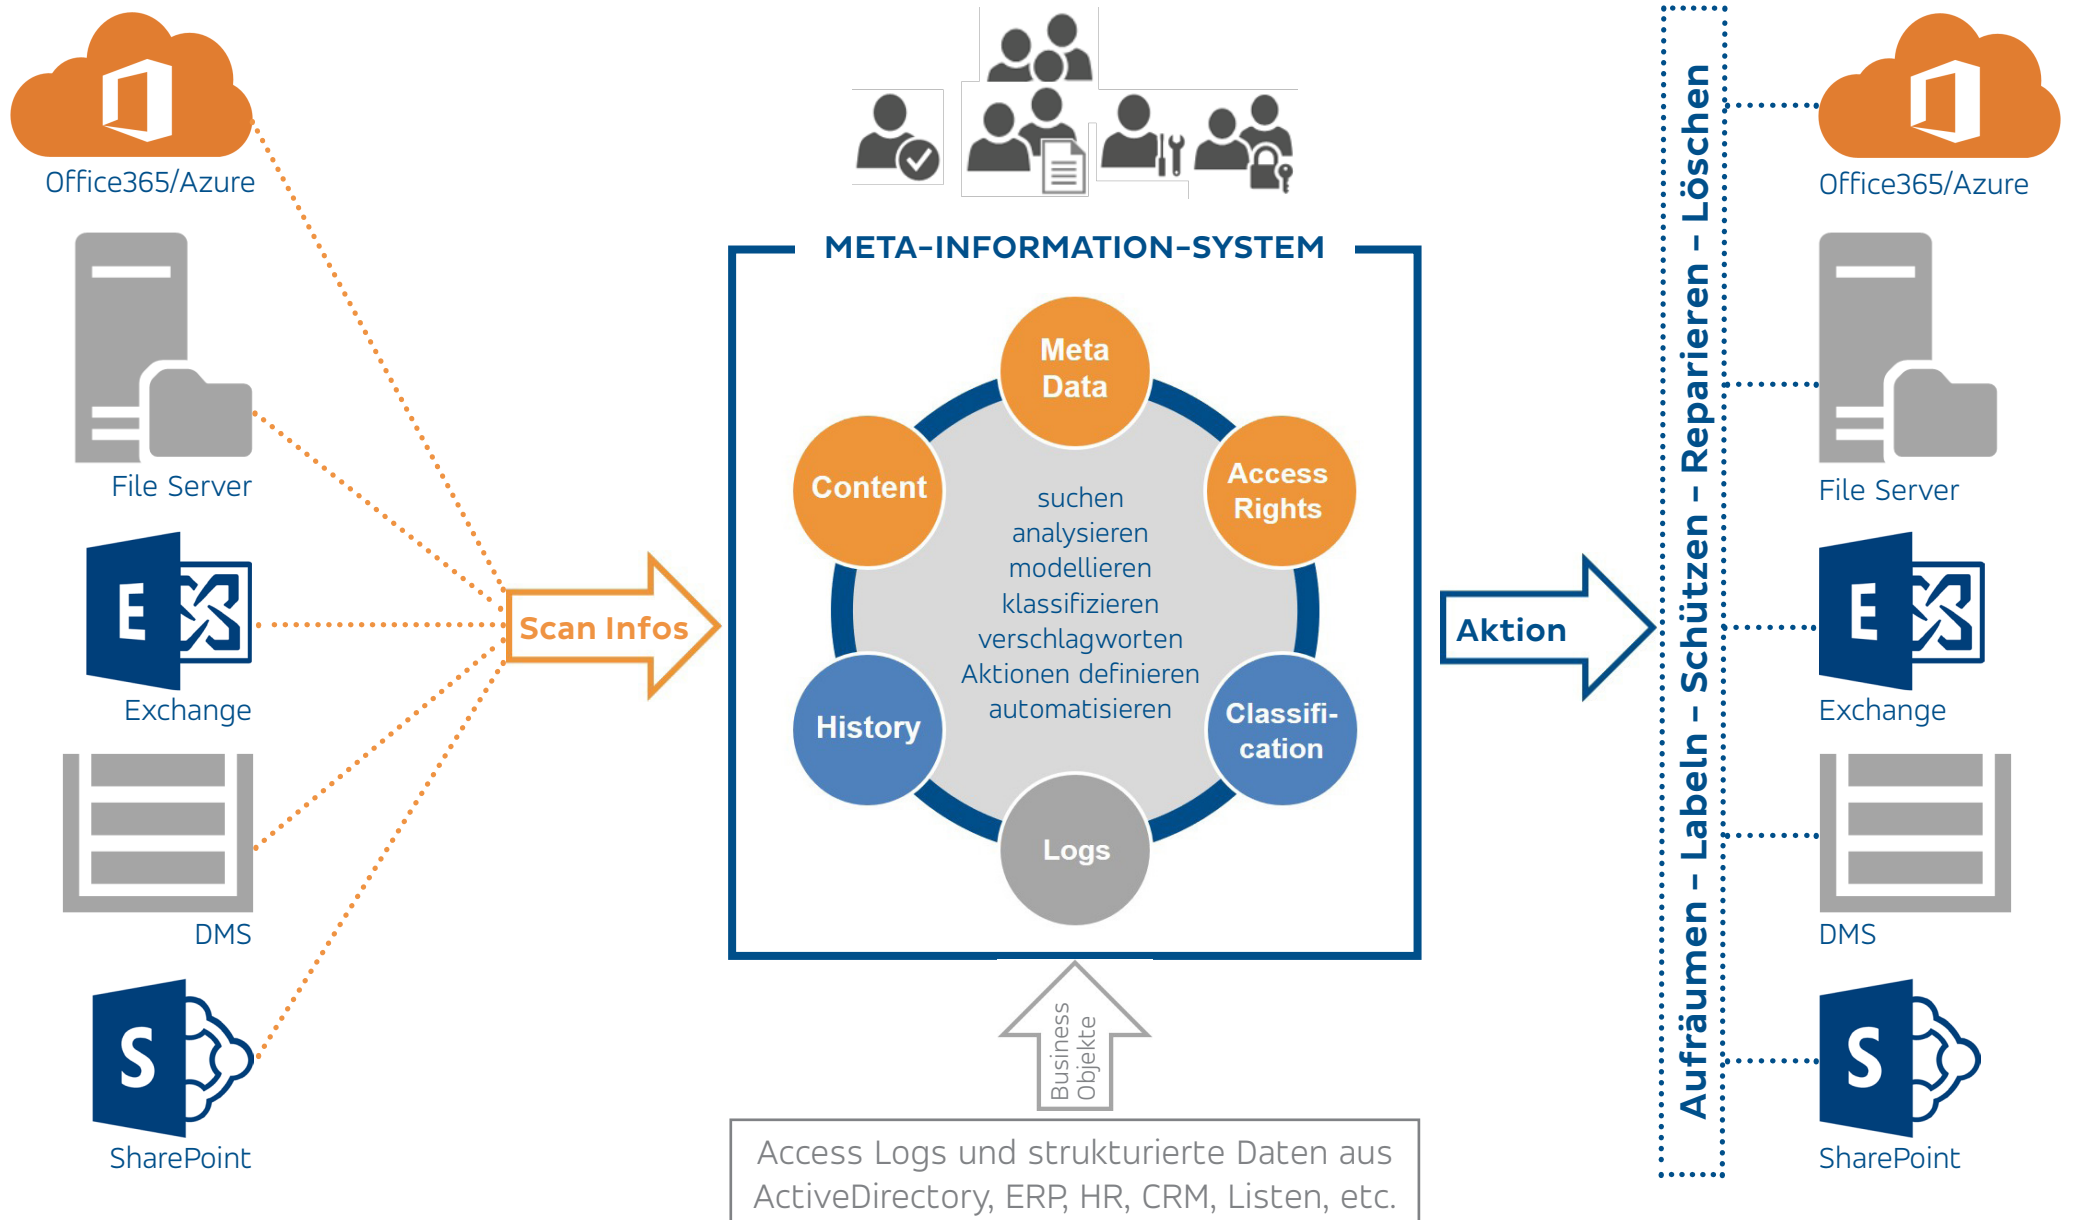 Office365/Azure
File Server
E
Exchange
DMS
S
SharePoint
Scan Infos
META-INFORMATION-SYSTEM
Meta
Data
Content
Access
Rights
suchen
analysieren
modellieren
klassifizieren
verschlagworten
Aktionen definieren
automatisieren
History
Classifi-
cation
Logs
Business
Objekte
Access Logs und strukturierte Daten aus
ActiveDirectory, ERP, HR, CRM, Listen, etc.
Aktion
Aufräumen – Labeln – Schützen – Reparieren – Löschen
Office365/Azure
File Server
E
Exchange
DMS
S
SharePoint